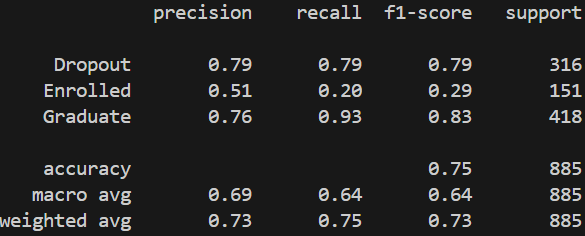 precision recall f1-score support
Dropout 0.79 0.79 0.79 316
Enrolled 0.51 0.20 0.29 151
Graduate 0.76 0.93 0.83 418
accuracy 0.75 885
macro avg 0.69 0.64 0.64 885
weighted avg 0.73 0.75 0.73 885